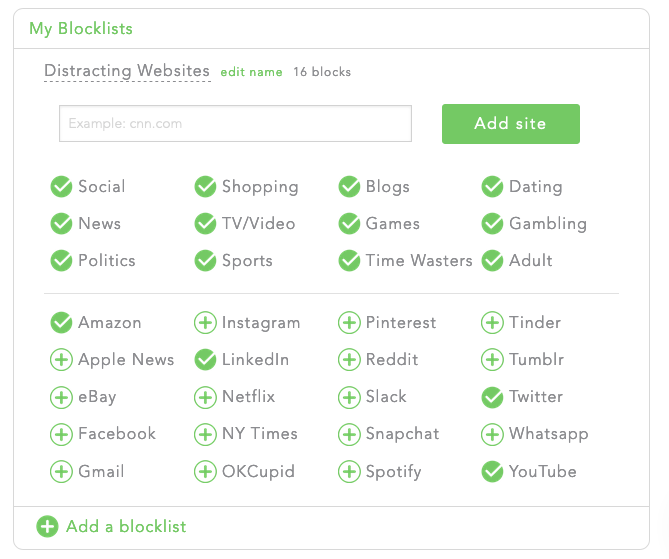 My Blocklists
Distracting Websites edit name 16 blocks
Example: cnn.com Add site
Social Shopping Blogs Dating
News TV/Video Games Gambling
Politics Sports Time Wasters Adult
Amazon Instagram Pinterest Tinder
Apple News LinkedIn Reddit Tumblr
eBay Netflix Slack Twitter
Facebook NY Times Snapchat Whatsapp
Gmail OKCupid Spotify YouTube
Add a blocklist